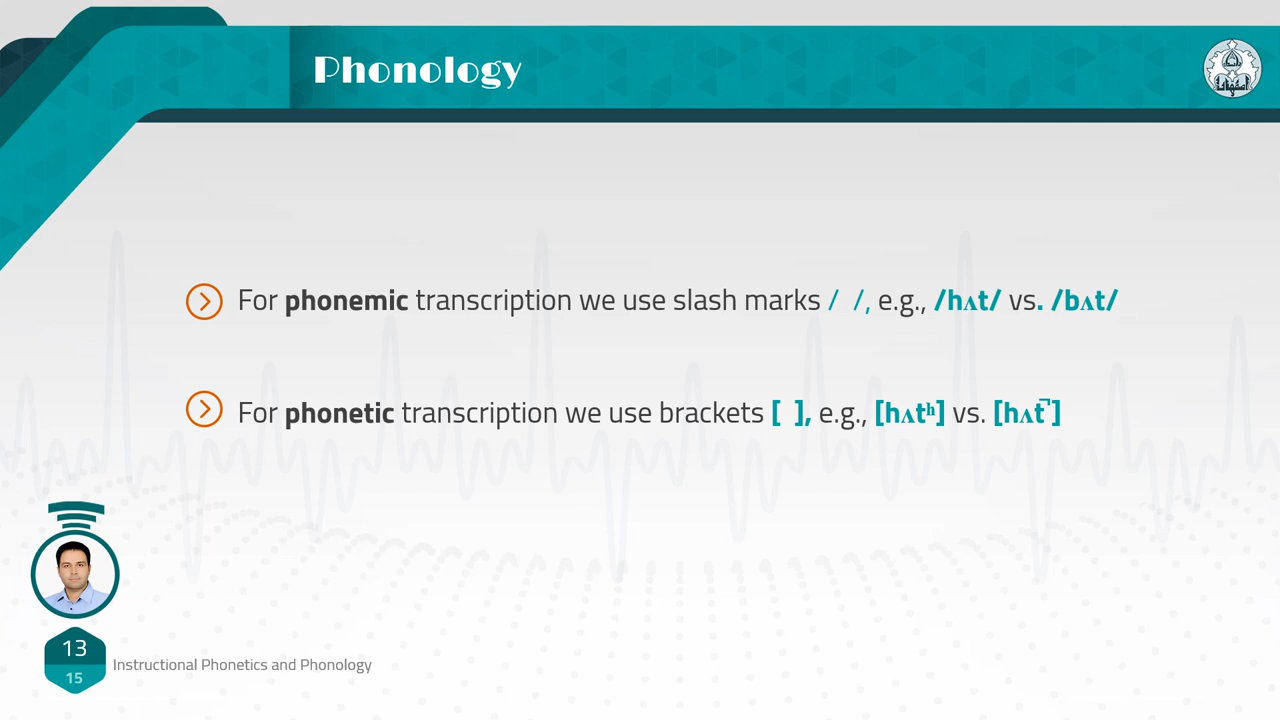 Phonology
For phonemic transcription we use slash marks / /, e.g., /hʌt/ vs. /bʌt/
For phonetic transcription we use brackets [ ], e.g., [hʌtʰ] vs. [hʌt̚]
13
15
Instructional Phonetics and Phonology